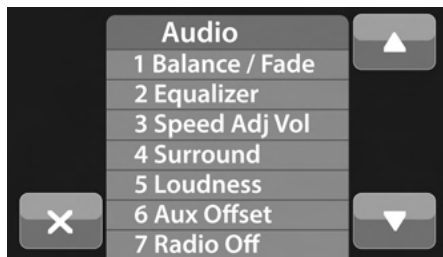 Audio
1 Balance / Fade
2 Equalizer
3 Speed Adj Vol
4 Surround
5 Loudness
6 Aux Offset
7 Radio Off